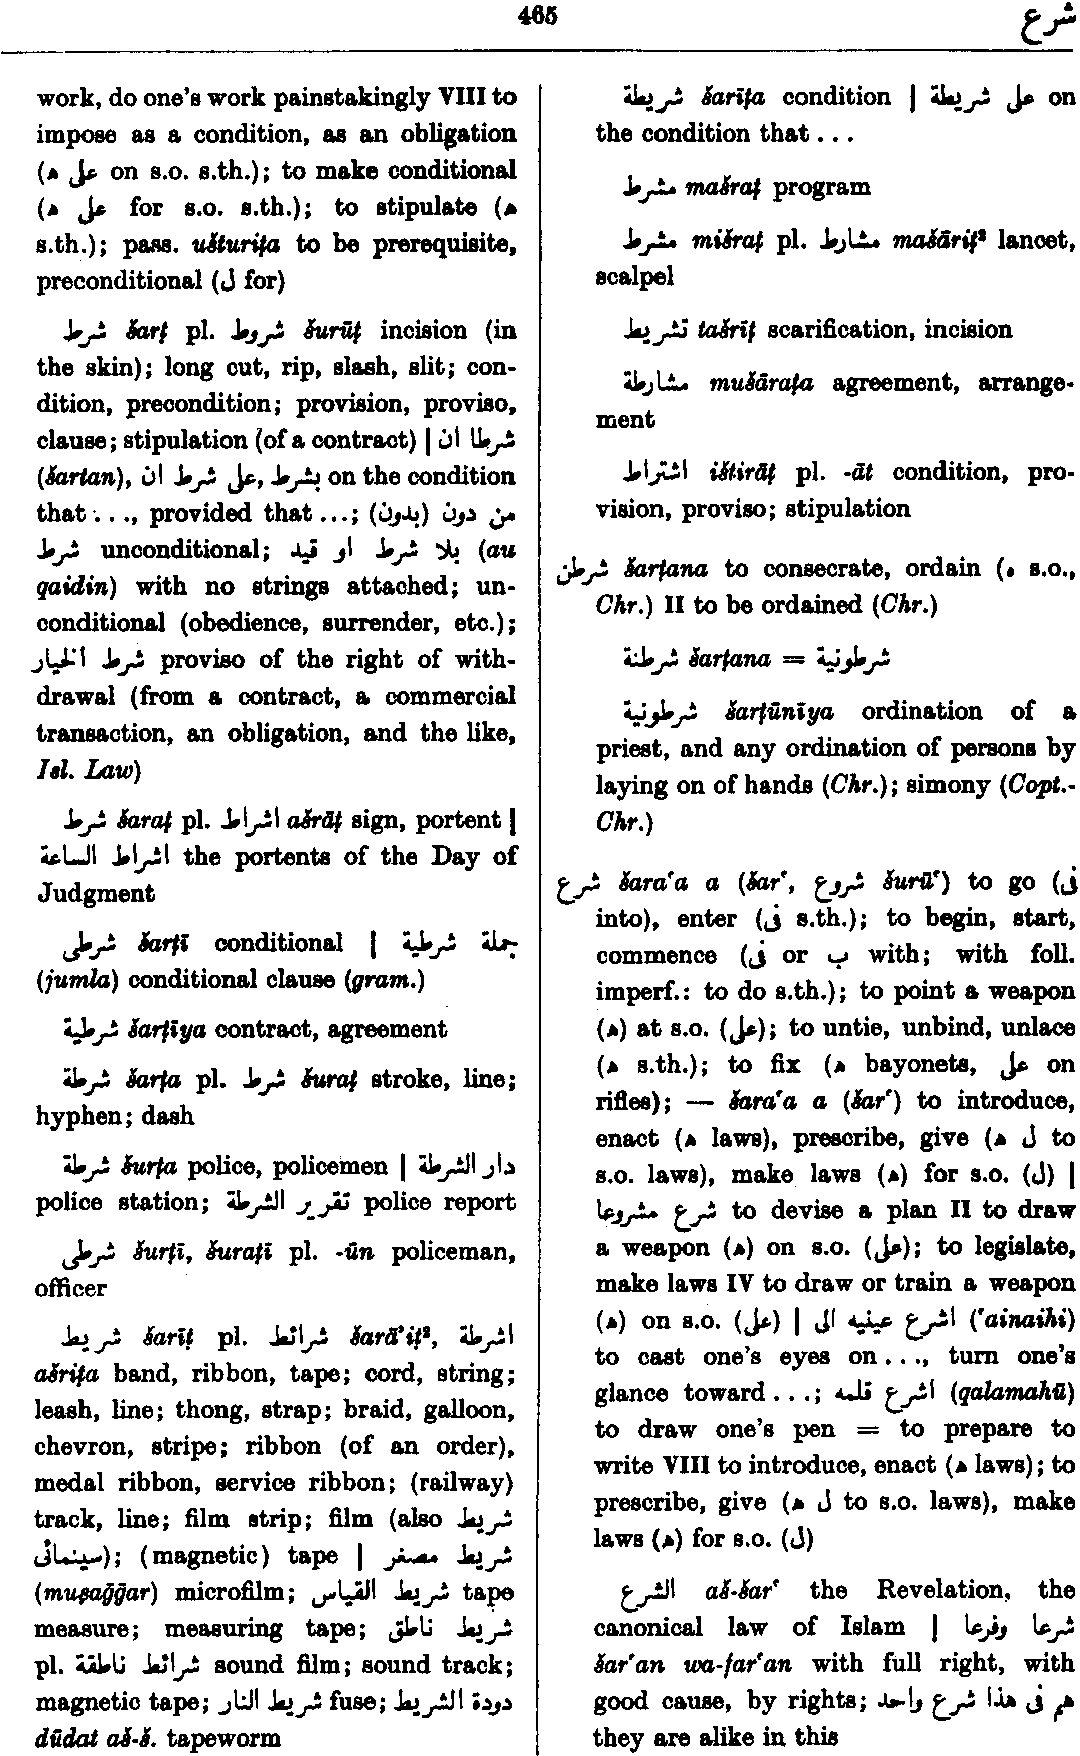 465
شرع
work, do one's work painstakingly VIII to
impose as a condition, as an obligation
(ه على on s.o. s.th.); to make conditional
(ه على for s.o. s.th.); to stipulate (ه
s.th.); pass. ušturiṭa to be prerequisite,
preconditional (ل for)
شرط šarṭ pl. شروط šurūṭ incision (in
the skin); long cut, rip, slash, slit; con-
dition, precondition; provision, proviso,
clause; stipulation (of a contract) | شرطا ان
(šartan), بشرط, على شرط ان on the condition
that . . ., provided that ...; من دون (بدون)
شرط unconditional; بلا شرط او قيد (au
qaidin) with no strings attached; un-
conditional (obedience, surrender, etc.);
شرط الخيار proviso of the right of with-
drawal (from a contract, a commercial
transaction, an obligation, and the like,
Isl. Law)
شرط šaraṭ pl. اشراط ašrāṭ sign, portent |
اشراط الساعة the portents of the Day of
Judgment
شرطى šarṭī conditional | جملة شرطية
(jumla) conditional clause (gram.)
شرطية šarṭīya contract, agreement
شرطة šarṭa pl. شرط šuraṭ stroke, line;
hyphen; dash
شرطة šurṭa police, policemen | دار الشرطة
police station; تقرير الشرطة police report
شرطى šurṭī, šuraṭī pl. -ūn policeman,
officer
شريط šarīṭ pl. شرائط šarā'iṭ², اشرطة
ašriṭa band, ribbon, tape; cord, string;
leash, line; thong, strap; braid, galloon,
chevron, stripe; ribbon (of an order),
medal ribbon, service ribbon; (railway)
track, line; film strip; film (also شريط
سينمائى); (magnetic) tape | شريط مصغر
(muṣaḡḡar) microfilm; شريط القياس tape
measure; measuring tape; شريط ناطق
pl. شرائط ناطقة sound film; sound track;
magnetic tape; شريط النار fuse; دودة الشريط
dūdat aš-š. tapeworm
شريطة šarīṭa condition | على شريطة on
the condition that . . .
مشرط mašraṭ program
مشرط mišraṭ pl. مشارط mašāriṭ² lancet,
scalpel
تشريط tašrīṭ scarification, incision
مشارطة mušāraṭa agreement, arrange-
ment
اشتراط ištirāṭ pl. -āt condition, pro-
vision, proviso; stipulation
شرطن šarṭana to consecrate, ordain (ه s.o.,
Chr.) II to be ordained (Chr.)
شرطنة šarṭana = شرطونية
شرطونية šarṭūnīya ordination of a
priest, and any ordination of persons by
laying on of hands (Chr.); simony (Copt.-
Chr.)
شرع šara‘a a (šar‘, شروع šurū‘) to go (فى
into), enter (فى s.th.); to begin, start,
commence (فى or ب with; with foll.
imperf.: to do s.th.); to point a weapon
(ه) at s.o. (على); to untie, unbind, unlace
(ه s.th.); to fix (ه bayonets, على on
rifles); — šara‘a a (šar‘) to introduce,
enact (ه laws), prescribe, give (ه ل to
s.o. laws), make laws (ه) for s.o. (ل) |
شرع مشروعا to devise a plan II to draw
a weapon (ه) on s.o. (على); to legislate,
make laws IV to draw or train a weapon
(ه) on s.o. (على) | اشرع عينيه الى (‘ainaihi)
to cast one's eyes on . . ., turn one's
glance toward . . .; اشرع قلمه (qalamahū)
to draw one's pen = to prepare to
write VIII to introduce, enact (ه laws); to
prescribe, give (ه ل to s.o. laws), make
laws (ه) for s.o. (ل)
الشرع aš-šar‘ the Revelation, the
canonical law of Islam | شرعا وفرعا
šar‘an wa-far‘an with full right, with
good cause, by rights; هم فى هذا شرع واحد
they are alike in this